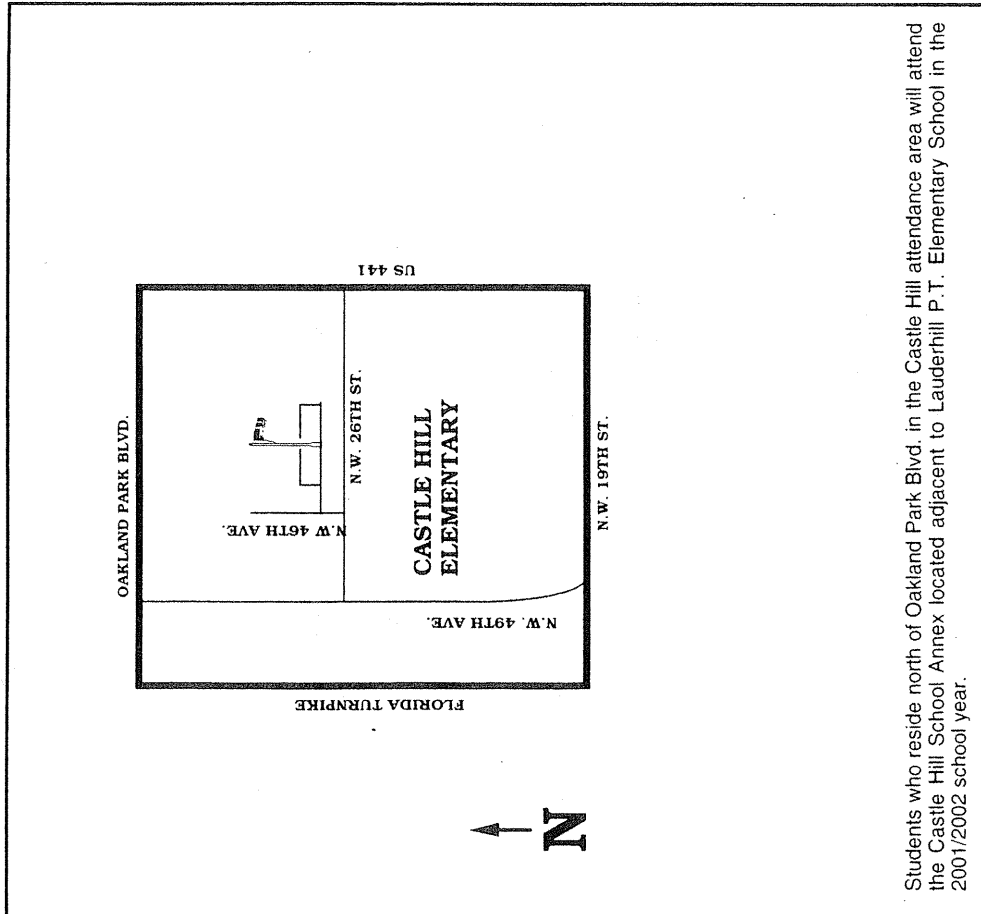 OAKLAND PARK BLVD.
US 441
N.W 46TH AVE.
N.W. 26TH ST.
CASTLE HILL
ELEMENTARY
N.W. 49TH AVE.
N.W. 19TH ST.
FLORIDA TURNPIKE
N
Students who reside north of Oakland Park Blvd. in the Castle Hill attendance area will attend
the Castle Hill School Annex located adjacent to Lauderhill P.T. Elementary School in the
2001/2002 school year.